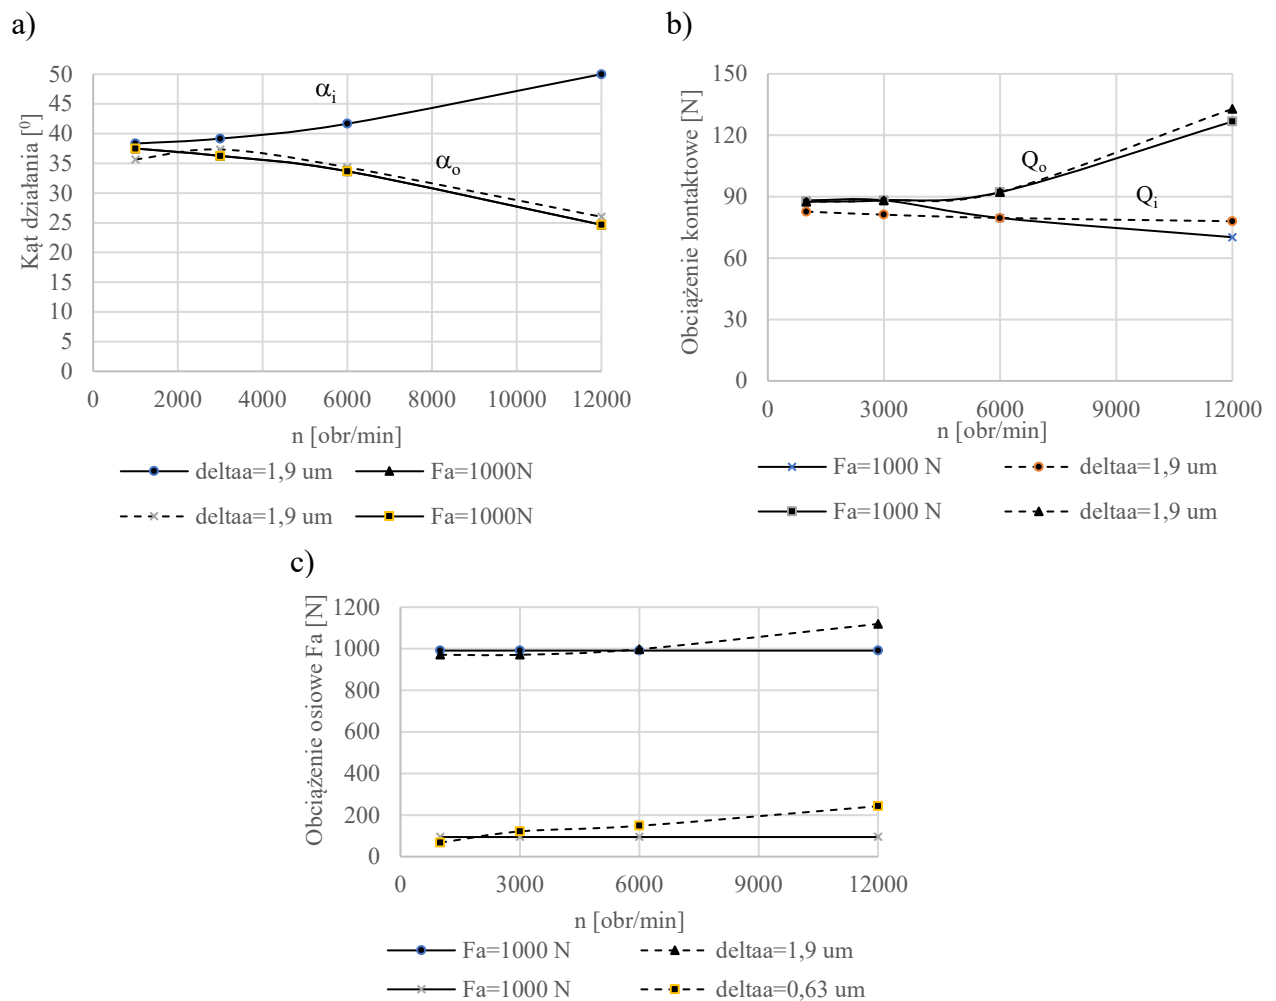 a)
50
45
40
35
30
25
20
15
10
5
0
Kąt działania [⁰]
αi
αo
0 2000 4000 6000 8000 10000 12000
n [obr/min]
deltaa=1,9 um Fa=1000N
deltaa=1,9 um Fa=1000N
b)
150
120
90
60
30
0
Obciążenie kontaktowe [N]
Qo
Qi
0 3000 6000 9000 12000
n [obr/min]
Fa=1000 N deltaa=1,9 um
Fa=1000 N deltaa=1,9 um
c)
1200
1000
800
600
400
200
0
Obciążenie osiowe Fa [N]
0 3000 6000 9000 12000
n [obr/min]
Fa=1000 N deltaa=1,9 um
Fa=1000 N deltaa=0,63 um